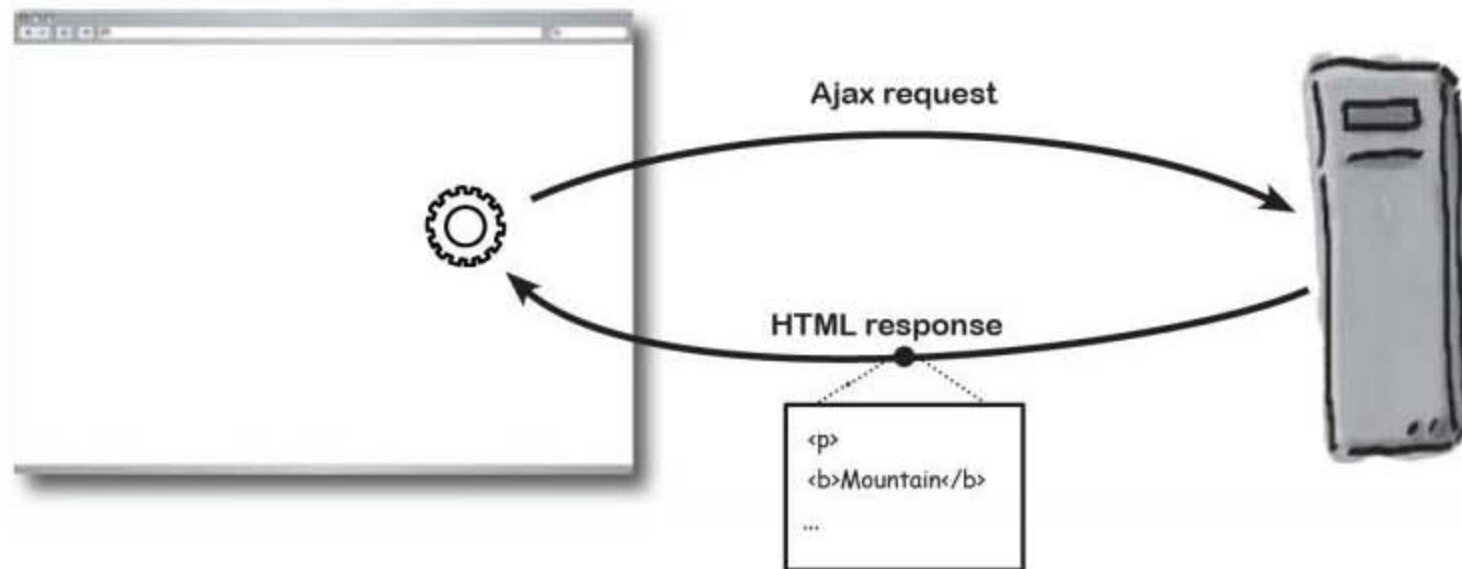 Ajax request
HTML response
<p>
<b>Mountain</b>
...